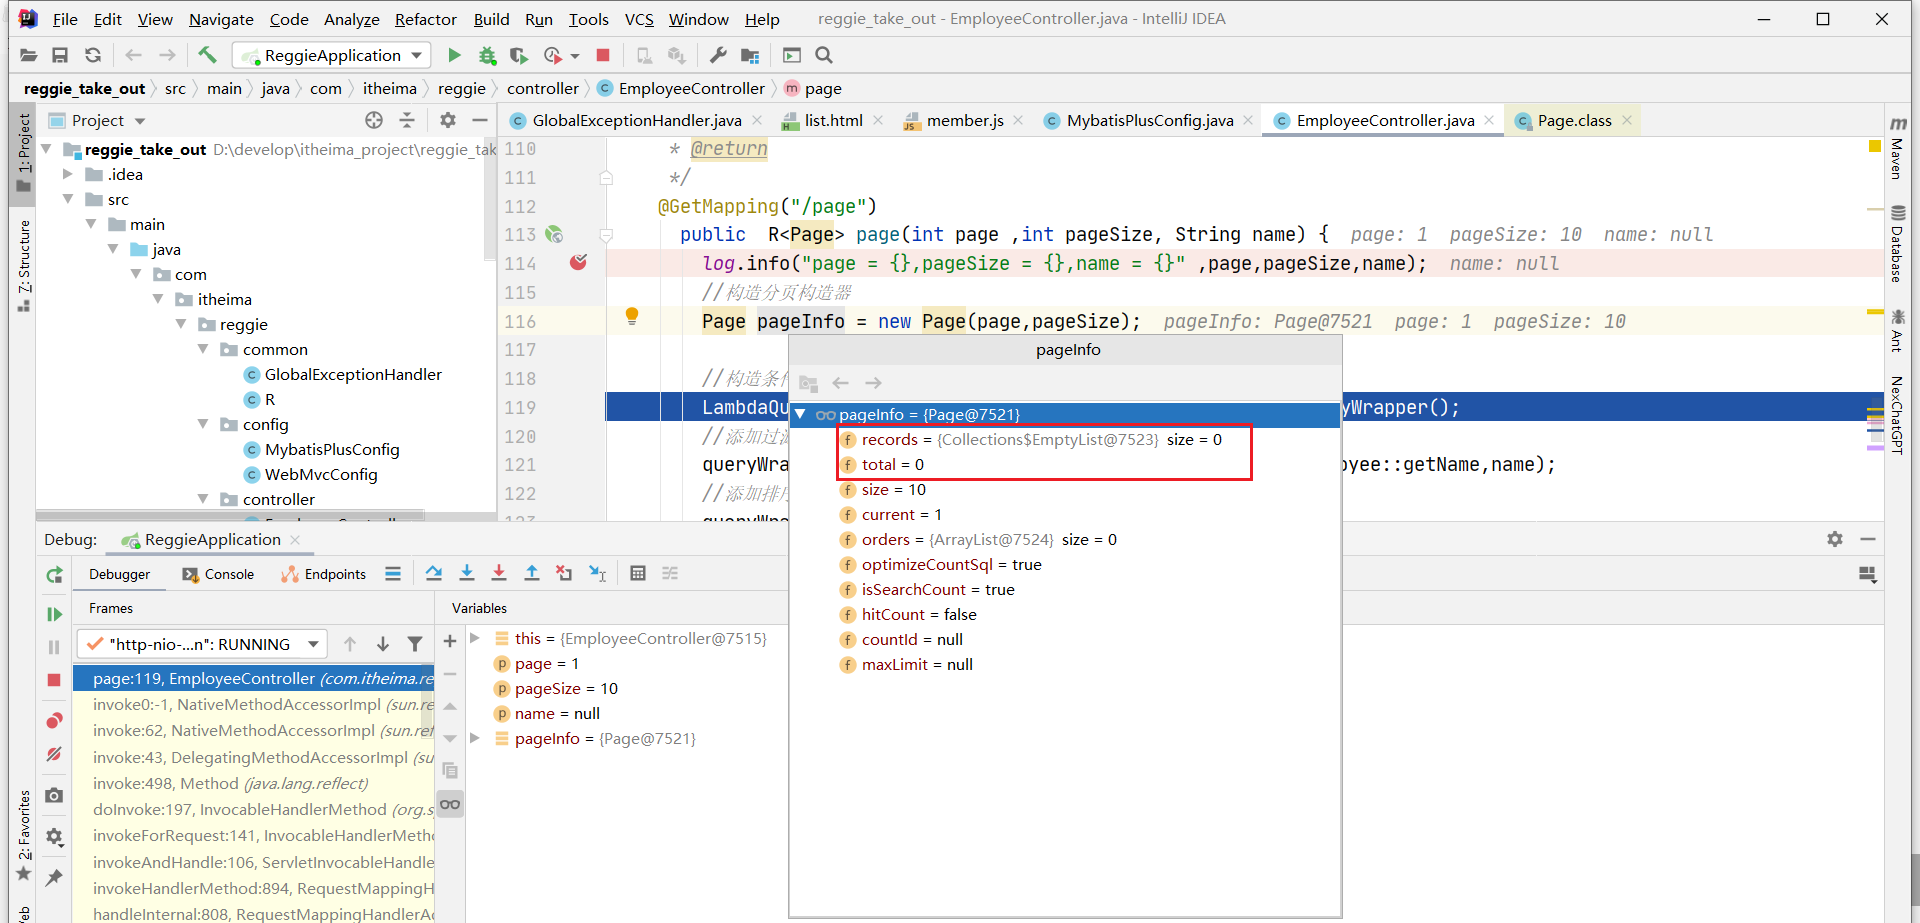 File Edit View Navigate Code Analyze Refactor Build Run Tools VCS Window Help reggie_take_out - EmployeeController.java - IntelliJ IDEA
ReggieApplication
reggie_take_out src main java com itheima reggie controller EmployeeController page
Project
GlobalExceptionHandler.java list.html member.js MybatisPlusConfig.java EmployeeController.java Page.class
1: Project
Z: Structure
2: Favorites
Maven
Database
Ant
NexChatGPT
reggie_take_out D:\develop\itheima_project\reggie_tak
.idea
src
main
java
com
itheima
reggie
common
GlobalExceptionHandler
R
config
MybatisPlusConfig
WebMvcConfig
controller
110 * @return
111 */
112 @GetMapping("/page")
113 public R<Page> page(int page ,int pageSize, String name) { page: 1 pageSize: 10 name: null
114 log.info("page = {},pageSize = {},name = {}" ,page,pageSize,name); name: null
115 //构造分页构造器
116 Page pageInfo = new Page(page,pageSize); pageInfo: Page@7521 page: 1 pageSize: 10
117
118 //构造条
119 LambdaQu yWrapper();
120 //添加过
121 queryWra yee::getName,name);
122 //添加排
pageInfo
pageInfo = {Page@7521}
records = {Collections$EmptyList@7523} size = 0
total = 0
size = 10
current = 1
orders = {ArrayList@7524} size = 0
optimizeCountSql = true
isSearchCount = true
hitCount = false
countId = null
maxLimit = null
Debug: ReggieApplication
Debugger Console Endpoints
Frames Variables
"http-nio-...n": RUNNING
page:119, EmployeeController (com.itheima.re
invoke0:-1, NativeMethodAccessorImpl (sun.re
invoke:62, NativeMethodAccessorImpl (sun.ref
invoke:43, DelegatingMethodAccessorImpl (su
invoke:498, Method (java.lang.reflect)
doInvoke:197, InvocableHandlerMethod (org.s
invokeForRequest:141, InvocableHandlerMetho
invokeAndHandle:106, ServletInvocableHandle
invokeHandlerMethod:894, RequestMappingH
handleInternal:808, RequestMappingHandlerAd
this = {EmployeeController@7515}
page = 1
pageSize = 10
name = null
pageInfo = {Page@7521}